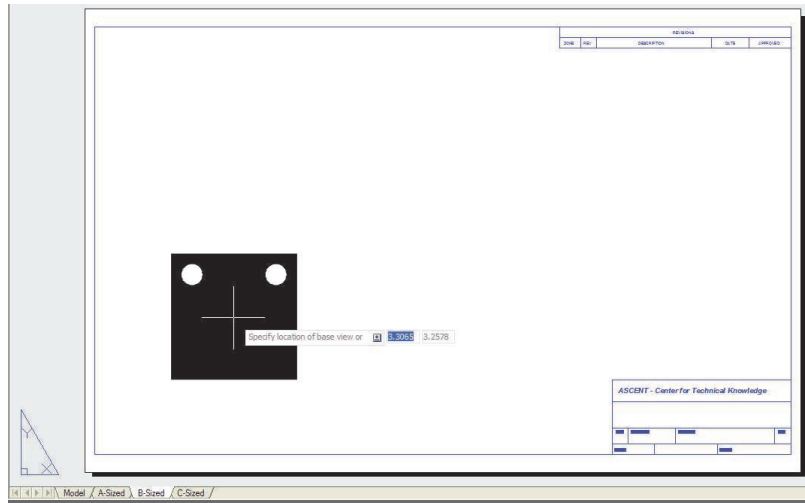 REVISIONS
ZONE REV DESCRIPTION DATE APPROVED
Specify location of base view or 3.3065 3.2578
ASCENT - Center for Technical Knowledge
Y
X
Model A-Sized B-Sized C-Sized